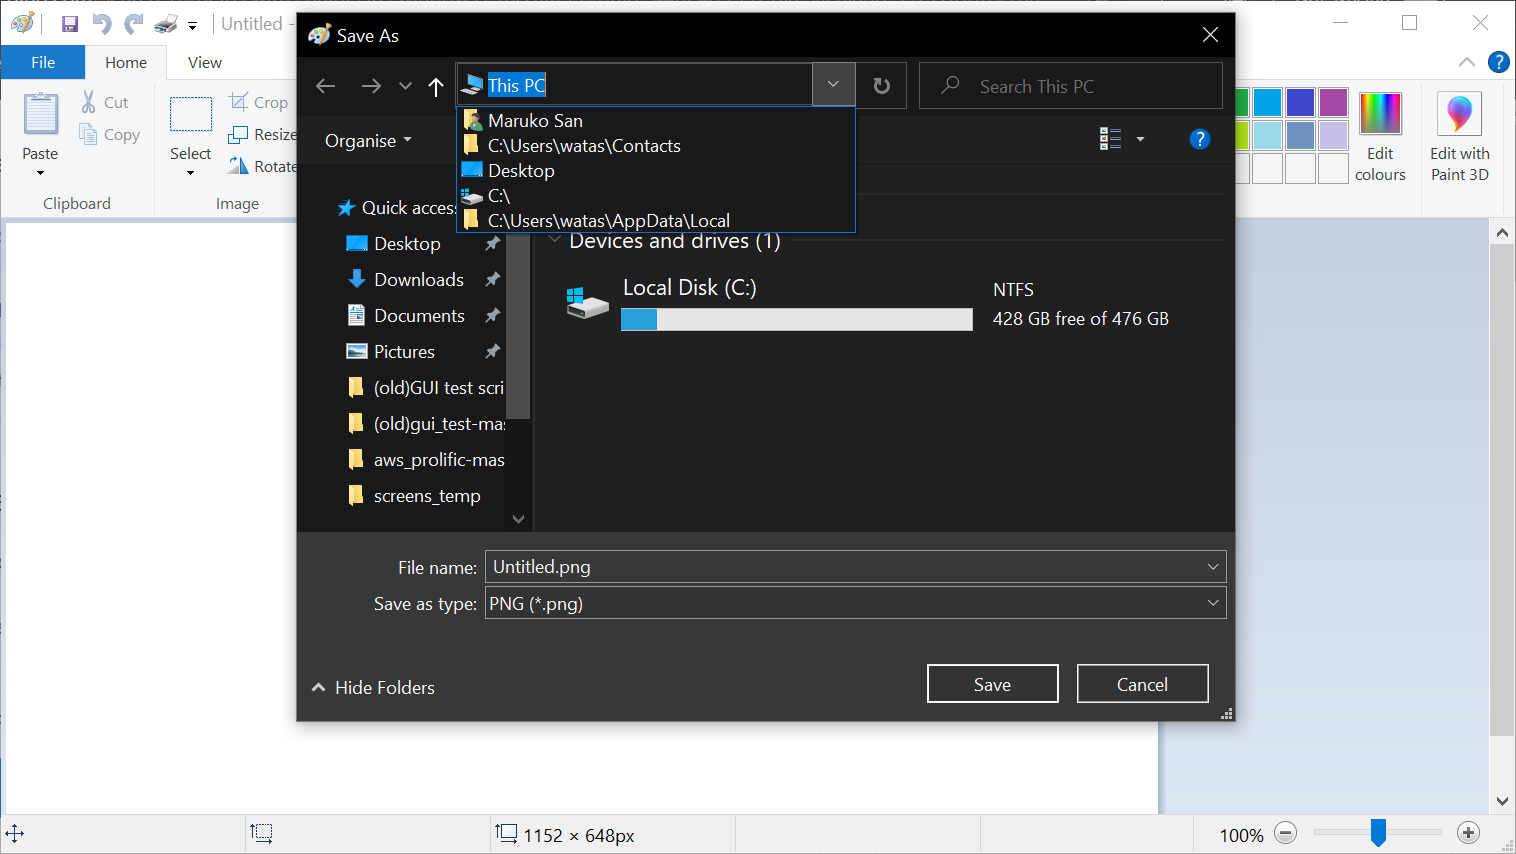 Untitled -
Save As
File
Home
View
This PC
Search This PC
Cut
Copy
Paste
Clipboard
Crop
Resize
Rotate
Select
Image
Maruko San
C:\Users\watas\Contacts
Desktop
C:\
C:\Users\watas\AppData\Local
Organise
Edit
colours
Edit with
Paint 3D
Quick access
Desktop
Downloads
Documents
Pictures
(old)GUI test scri
(old)gui_test-mas
aws_prolific-mas
screens_temp
Devices and drives (1)
Local Disk (C:)
NTFS
428 GB free of 476 GB
File name: Untitled.png
Save as type: PNG (*.png)
Hide Folders
Save
Cancel
1152 × 648px
100%